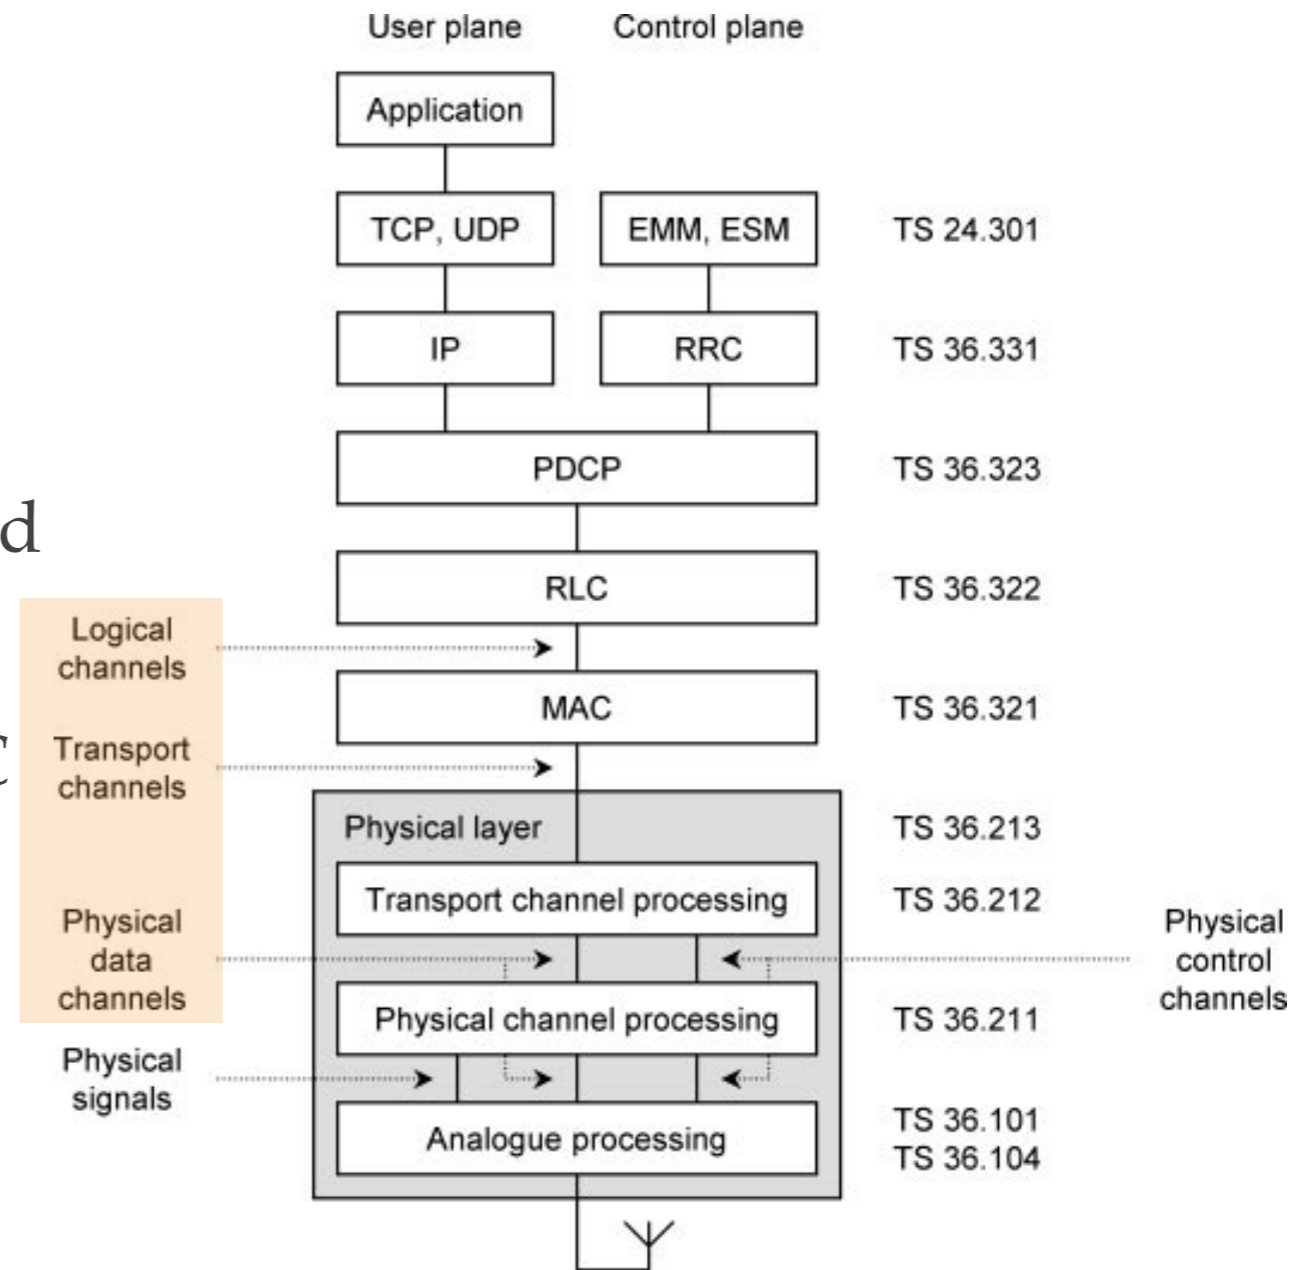 User plane Control plane
Application
TCP, UDP EMM, ESM TS 24.301
IP RRC TS 36.331
PDCP TS 36.323
d
RLC TS 36.322
Logical
channels
MAC TS 36.321
C
Transport
channels
Physical layer TS 36.213
Transport channel processing TS 36.212
Physical
data
channels
Physical
control
channels
Physical channel processing TS 36.211
Physical
signals
Analogue processing TS 36.101
TS 36.104